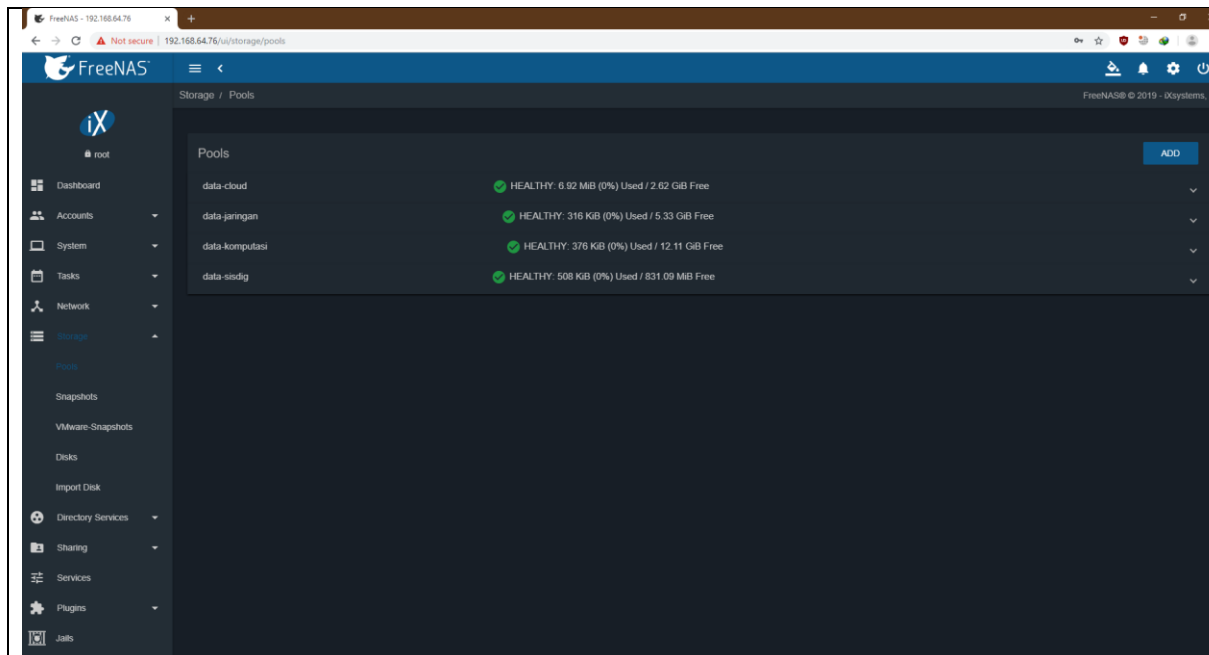 FreeNAS - 192.168.64.76
Not secure | 192.168.64.76/ui/storage/pools
FreeNAS
Storage / Pools
FreeNAS® © 2019 - iXsystems,
iX
root
Pools
ADD
Dashboard
data-cloud HEALTHY: 6.92 MiB (0%) Used / 2.62 GiB Free
Accounts
data-jaringan HEALTHY: 316 KiB (0%) Used / 5.33 GiB Free
System
data-komputasi HEALTHY: 376 KiB (0%) Used / 12.11 GiB Free
Tasks
data-sisdig HEALTHY: 508 KiB (0%) Used / 831.09 MiB Free
Network
Storage
Pools
Snapshots
VMware-Snapshots
Disks
Import Disk
Directory Services
Sharing
Services
Plugins
Jails